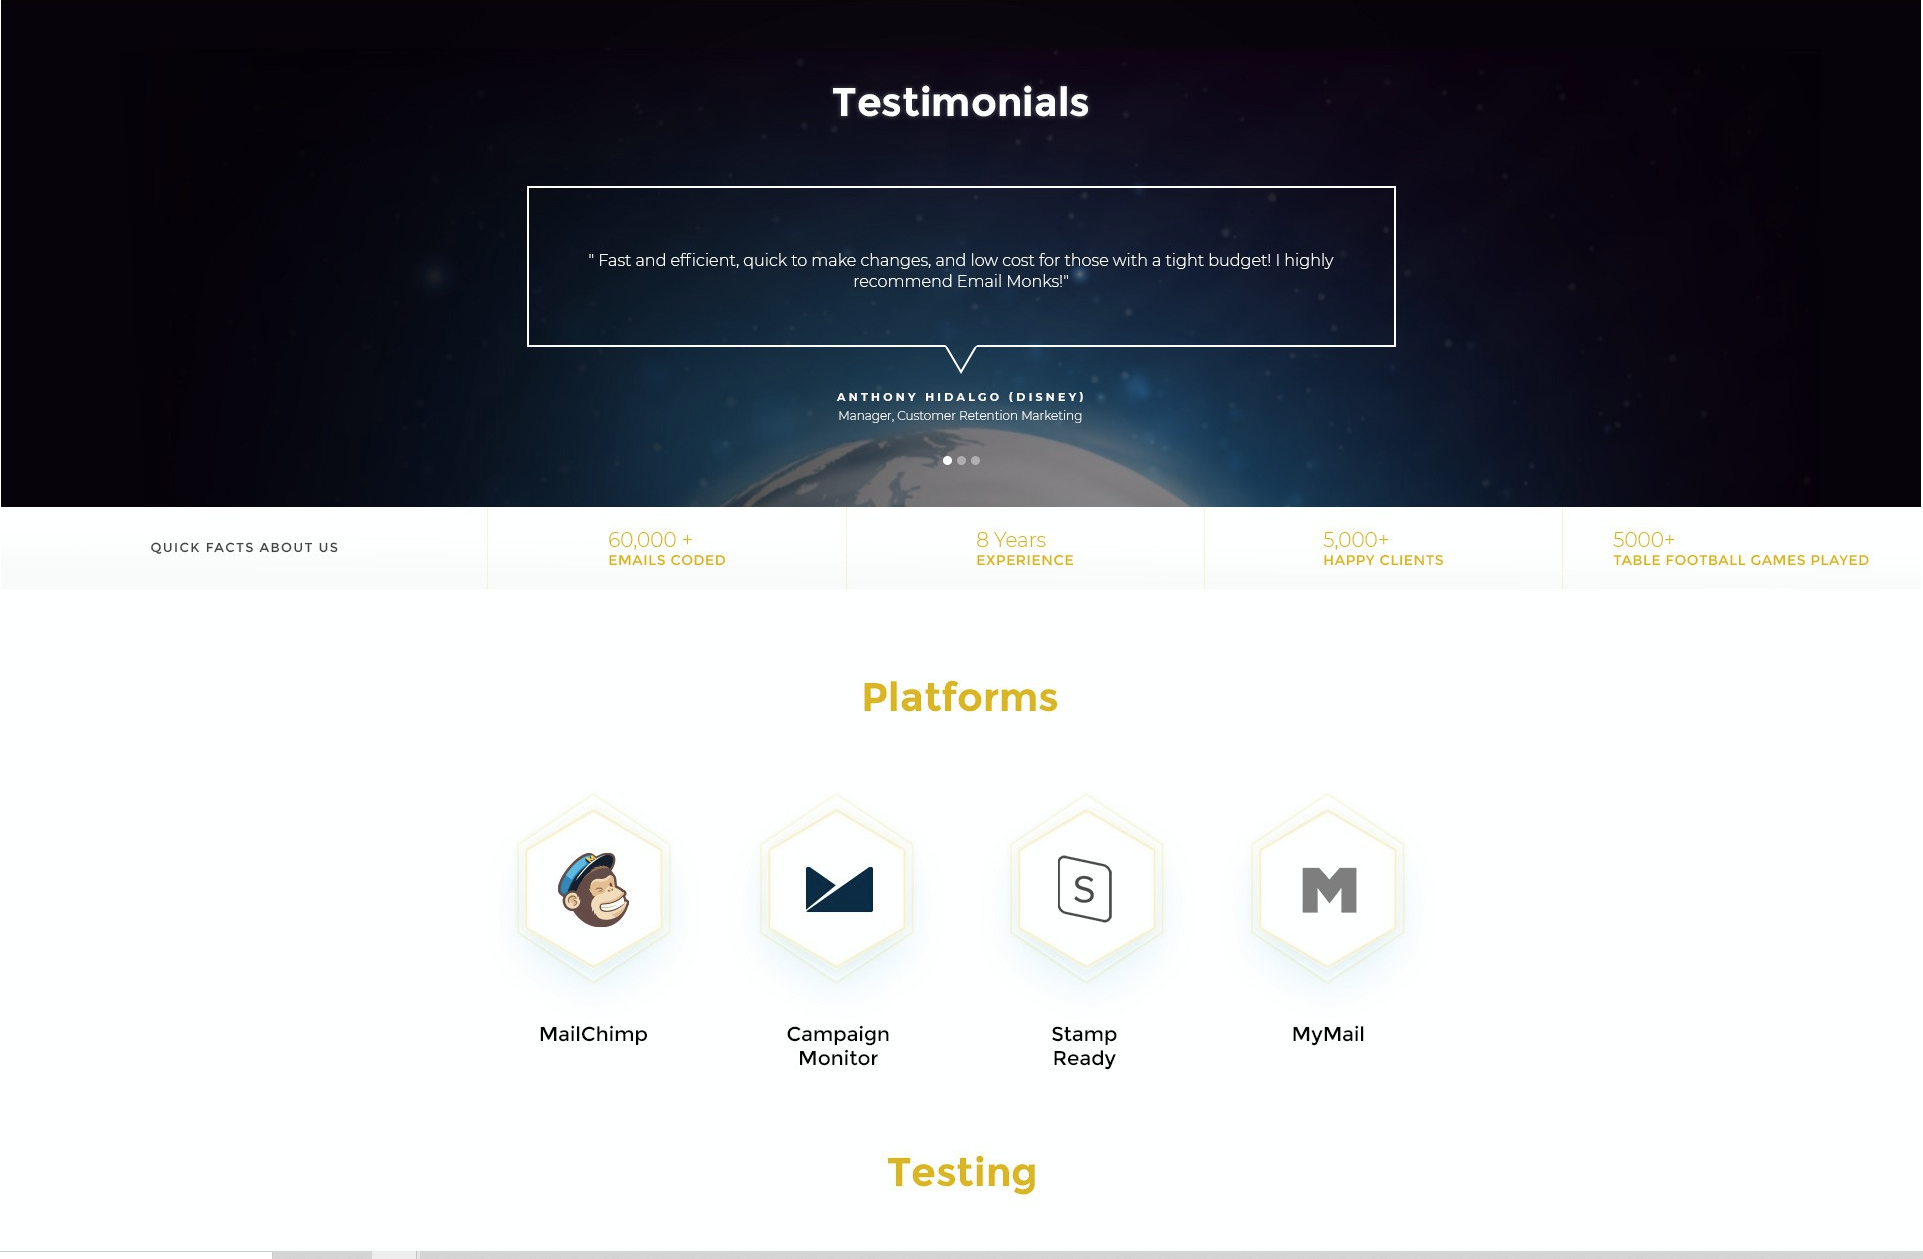 Testimonials
" Fast and efficient, quick to make changes, and low cost for those with a tight budget! I highly
recommend Email Monks!"
ANTHONY HIDALGO (DISNEY)
Manager, Customer Retention Marketing
QUICK FACTS ABOUT US
60,000 +
EMAILS CODED
8 Years
EXPERIENCE
5,000+
HAPPY CLIENTS
5000+
TABLE FOOTBALL GAMES PLAYED
Platforms
S
M
MailChimp
Campaign
Monitor
Stamp
Ready
MyMail
Testing